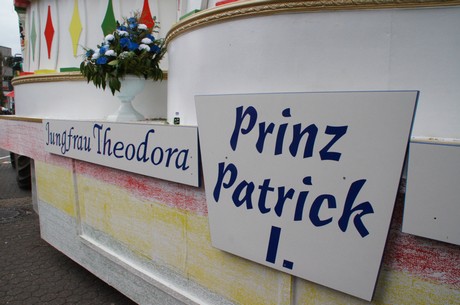 Jungfrau Theodora
Prinz
Patrick
I.